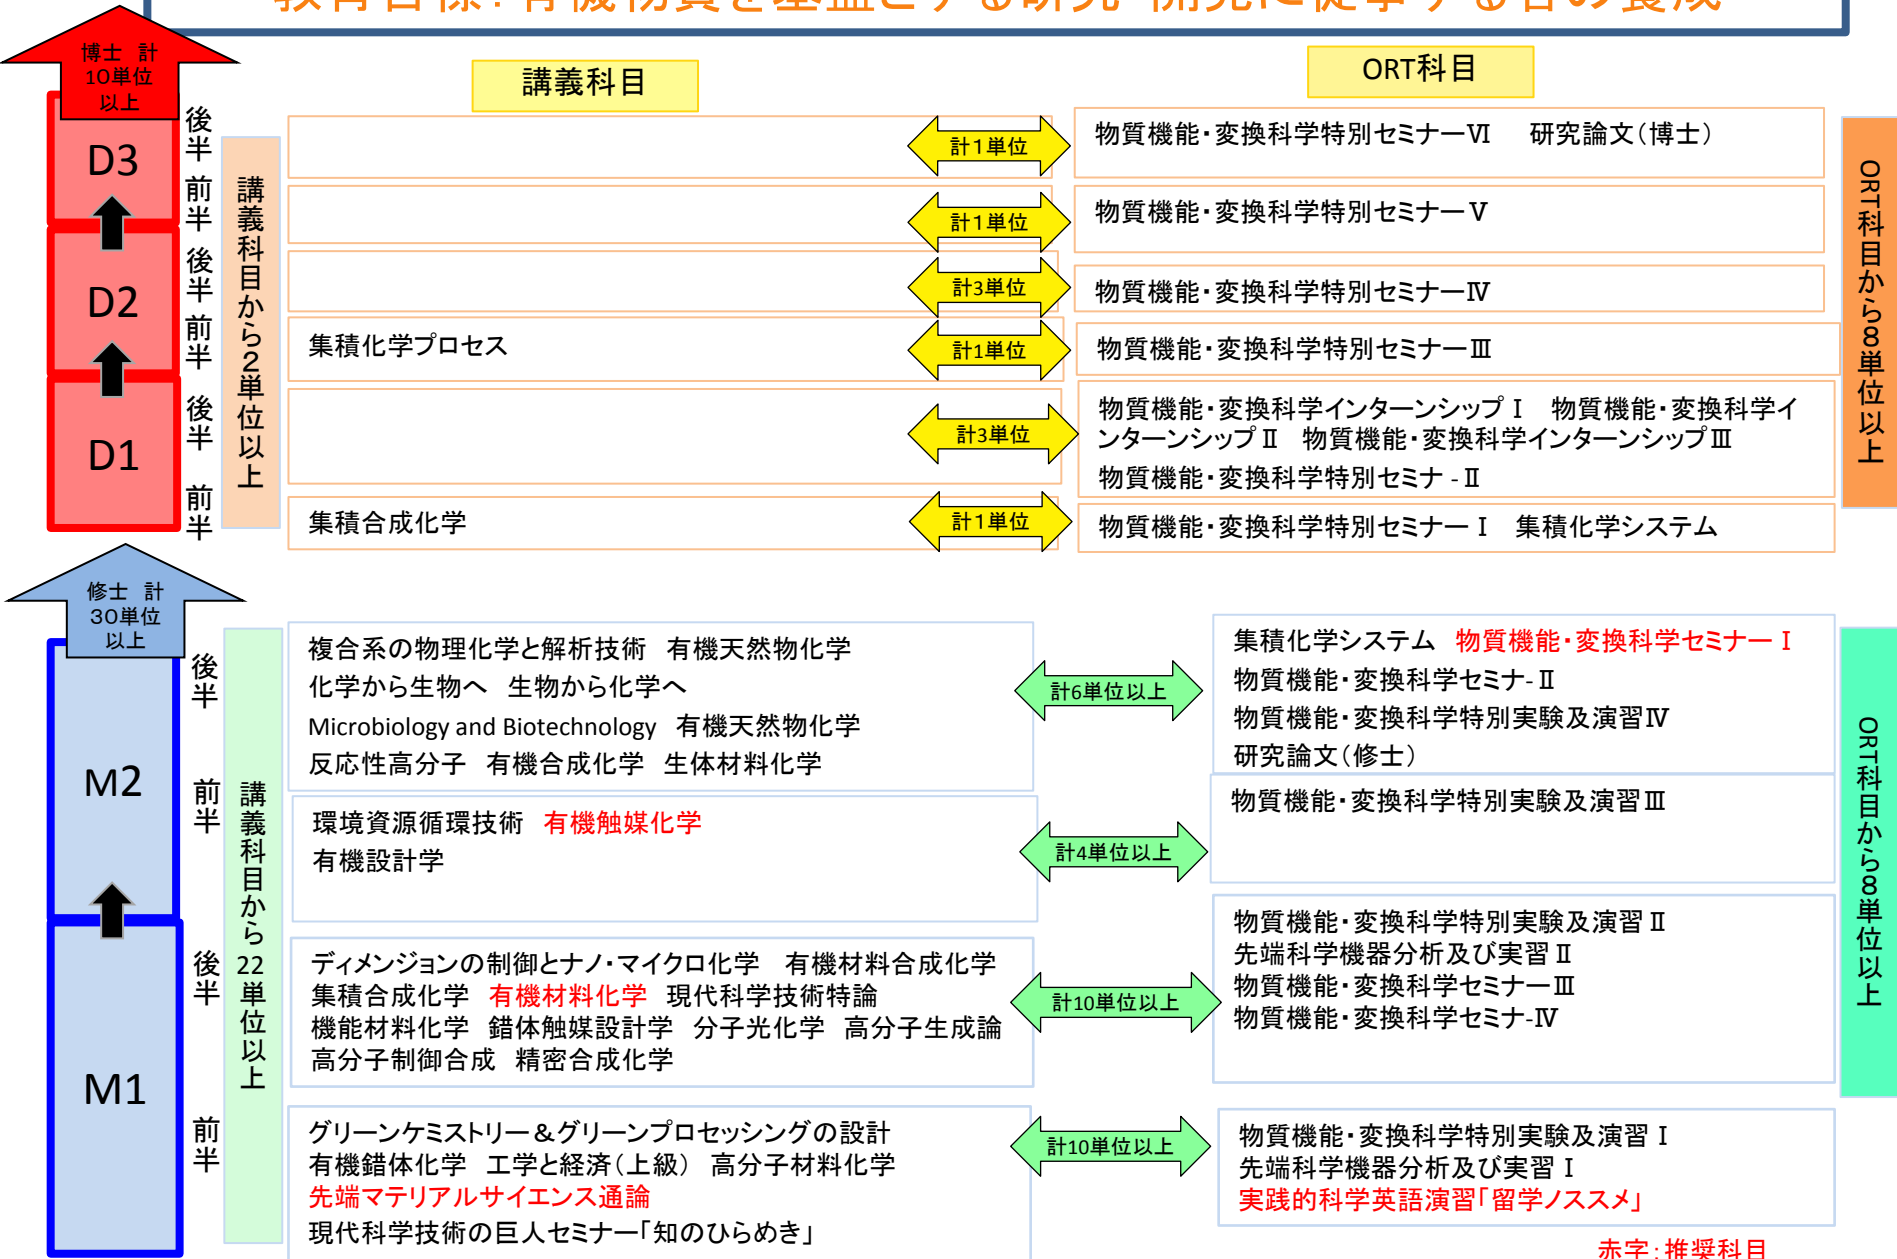 教育目標：有機物質を基盤とする研究・開発に従事する者の養成
博士 計
10単位
以上
講義科目
ORT科目
D3
後半
前半
D2
後半
前半
D1
後半
前半
講義科目から2単位以上
計1単位
物質機能・変換科学特別セミナーⅥ 研究論文（博士）
計1単位
物質機能・変換科学特別セミナーⅤ
計3単位
物質機能・変換科学特別セミナーⅣ
集積化学プロセス
計1単位
物質機能・変換科学特別セミナーⅢ
計3単位
物質機能・変換科学インターンシップⅠ 物質機能・変換科学イ
ンターンシップⅡ 物質機能・変換科学インターンシップⅢ
物質機能・変換科学特別セミナ-Ⅱ
集積合成化学
計1単位
物質機能・変換科学特別セミナーⅠ 集積化学システム
ORT科目から8単位以上
修士 計
30単位
以上
M2
後半
前半
M1
後半
前半
講義科目から22単位以上
複合系の物理化学と解析技術 有機天然物化学
化学から生物へ 生物から化学へ
Microbiology and Biotechnology 有機天然物化学
反応性高分子 有機合成化学 生体材料化学
計6単位以上
集積化学システム 物質機能・変換科学セミナーⅠ
物質機能・変換科学セミナ-Ⅱ
物質機能・変換科学特別実験及演習Ⅳ
研究論文（修士）
環境資源循環技術 有機触媒化学
有機設計学
計4単位以上
物質機能・変換科学特別実験及演習Ⅲ
ディメンジョンの制御とナノ・マイクロ化学 有機材料合成化学
集積合成化学 有機材料化学 現代科学技術特論
機能材料化学 錯体触媒設計学 分子光化学 高分子生成論
高分子制御合成 精密合成化学
計10単位以上
物質機能・変換科学特別実験及演習Ⅱ
先端科学機器分析及び実習Ⅱ
物質機能・変換科学セミナーⅢ
物質機能・変換科学セミナ-Ⅳ
グリーンケミストリー＆グリーンプロセッシングの設計
有機錯体化学 工学と経済（上級） 高分子材料化学
先端マテリアルサイエンス通論
現代科学技術の巨人セミナー「知のひらめき」
計10単位以上
物質機能・変換科学特別実験及演習Ⅰ
先端科学機器分析及び実習Ⅰ
実践的科学英語演習「留学ノススメ」
ORT科目から8単位以上
赤字：推奨科目